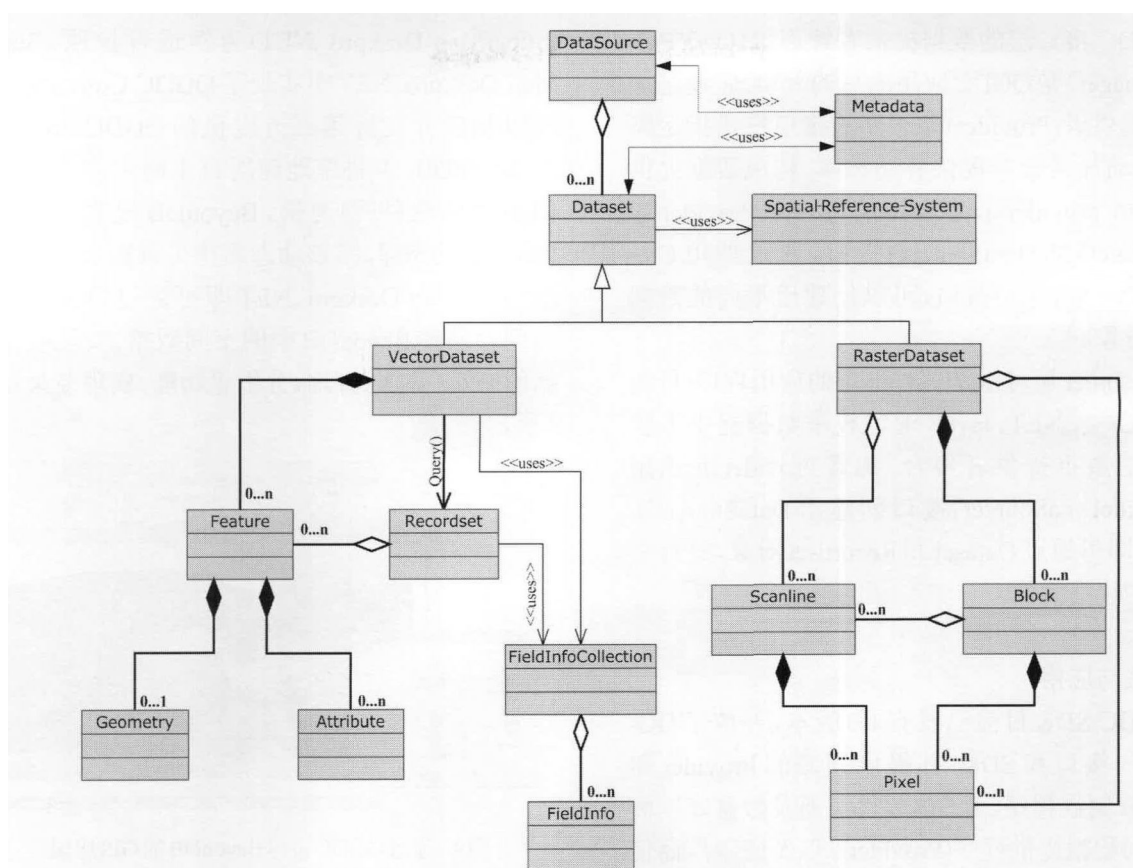 DataSource
<<uses>>
Metadata
<<uses>>
0...n
Dataset
<<uses>>
Spatial-Reference-System
VectorDataset
RasterDataset
Query()
<<uses>>
0...n
Feature
0...n
Recordset
<<uses>>
0...n
0...n
Scanline
0...n
Block
FieldInfoCollection
0...1
0...n
Geometry
Attribute
0...n
0...n
0...n
Pixel
0...n
FieldInfo